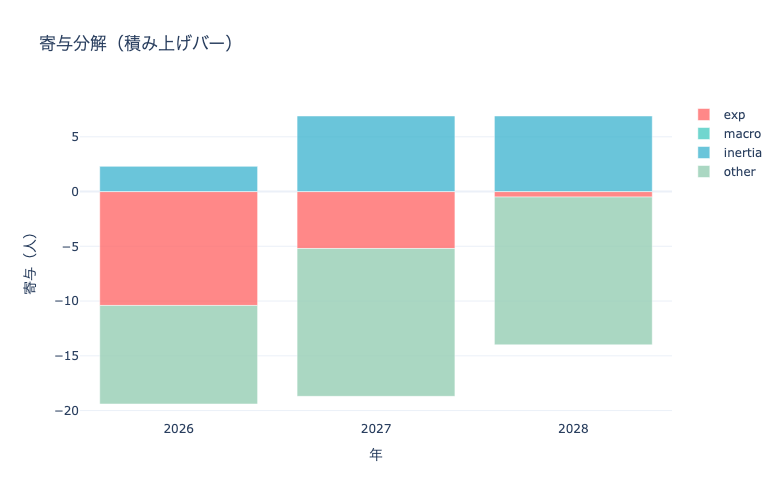 寄与分解（積み上げバー）
exp
macro
inertia
other
寄与（人）
5
0
−5
−10
−15
−20
2026
2027
2028
年